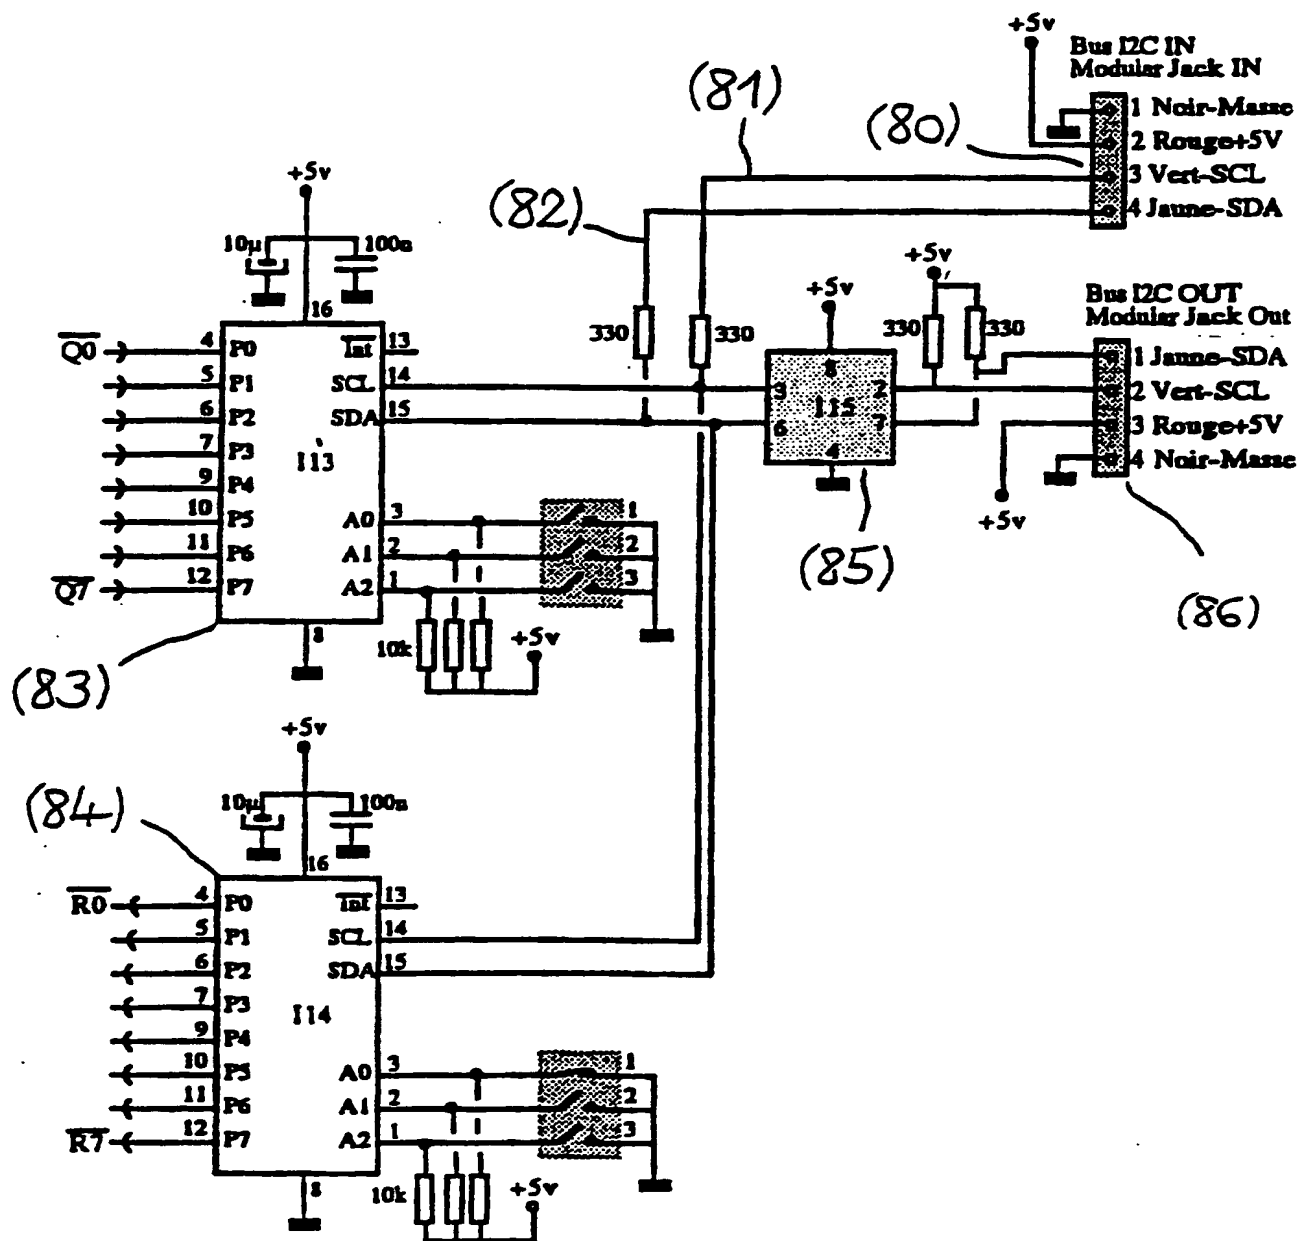 +5v
Bus I2C IN
Modular Jack IN
(81)
(80)
1 Noir-Masse
2 Rouge+5V
3 Vert-SCL
4 Jaune-SDA
+5v
(82)
10µ
100n
+5v
+5v
Bus I2C OUT
Modular Jack Out
16
330
330
330
330
Q0
4
P0
Int
13
8
1 Jaune-SDA
5
P1
SCL
14
3
I15
2
2 Vert-SCL
6
P2
SDA
15
6
7
3 Rouge+5V
7
P3
I13
4
4 Noir-Masse
9
P4
10
P5
A0
3
1
+5v
11
P6
A1
2
2
(85)
Q7
12
P7
A2
1
3
(86)
8
10k
+5v
(83)
+5v
(84)
10µ
100n
16
R0
4
P0
Int
13
5
P1
SCL
14
6
P2
SDA
15
7
P3
I14
9
P4
10
P5
A0
3
1
11
P6
A1
2
2
R7
12
P7
A2
1
3
8
10k
+5v